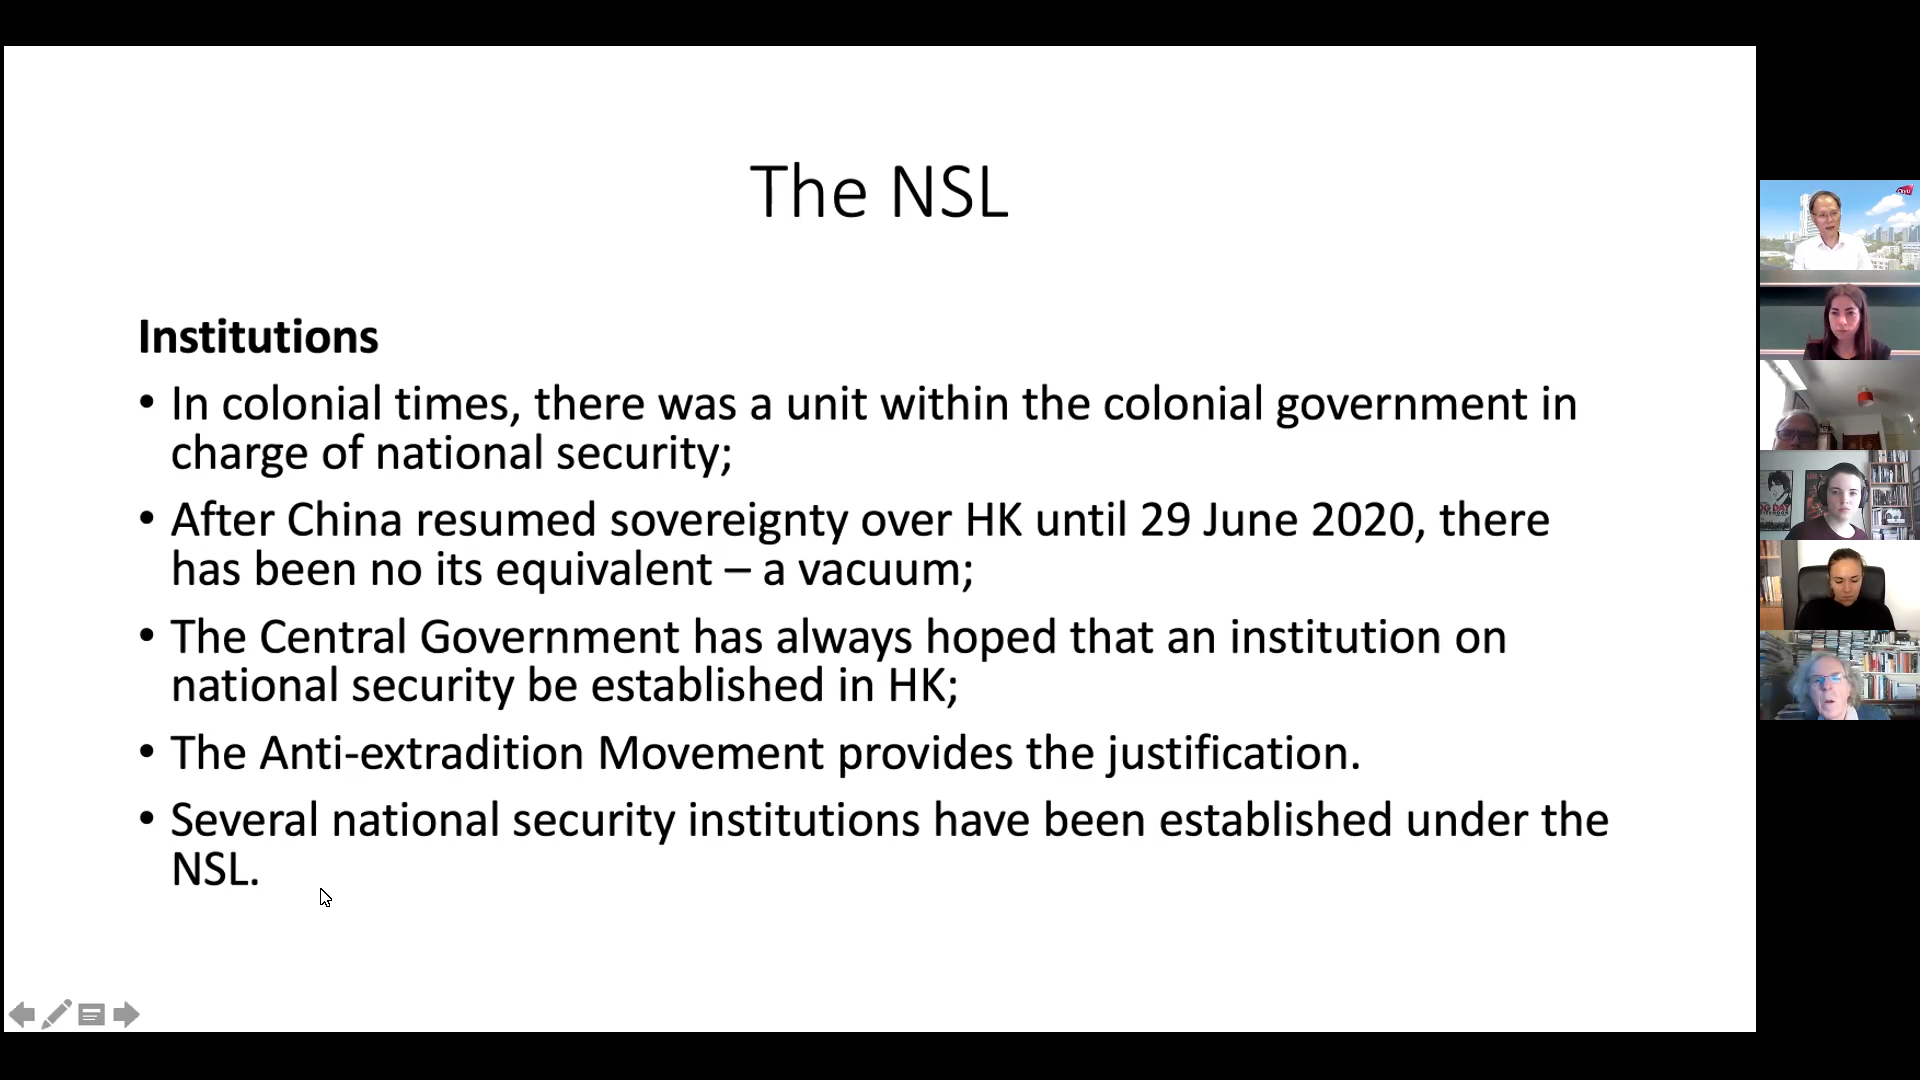 The NSL
Institutions
• In colonial times, there was a unit within the colonial government in
charge of national security;
• After China resumed sovereignty over HK until 29 June 2020, there
has been no its equivalent – a vacuum;
• The Central Government has always hoped that an institution on
national security be established in HK;
• The Anti-extradition Movement provides the justification.
• Several national security institutions have been established under the
NSL.